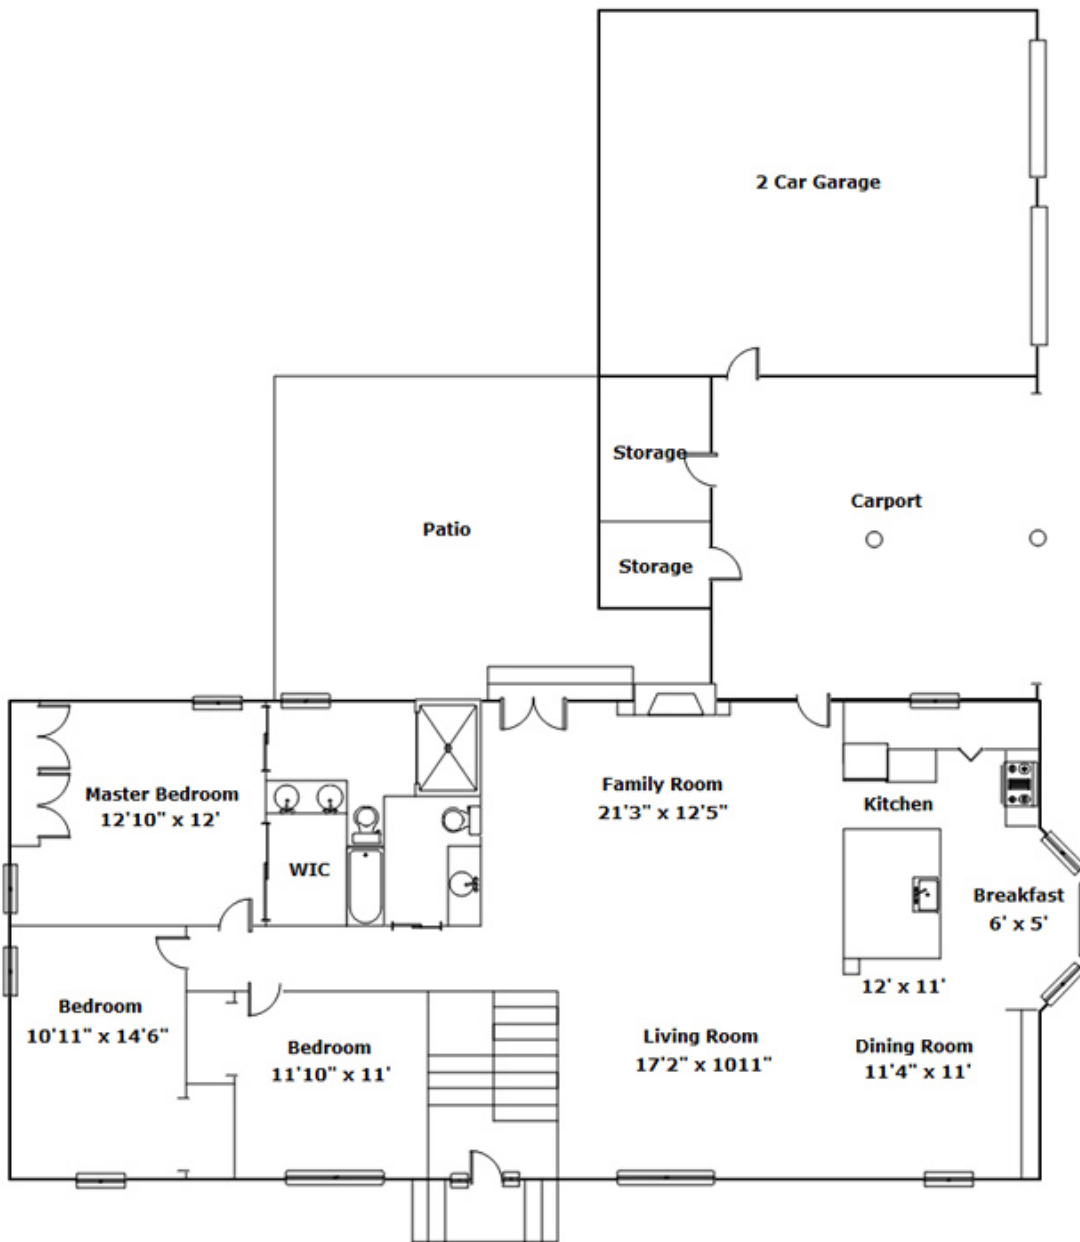 2 Car Garage
Storage
Carport
Patio
Storage
Family Room
21'3" x 12'5"
Master Bedroom
12'10" x 12'
Kitchen
WIC
Breakfast
6' x 5'
12' x 11'
Bedroom
10'11" x 14'6"
Living Room
17'2" x 1011"
Bedroom
11'10" x 11'
Dining Room
11'4" x 11'